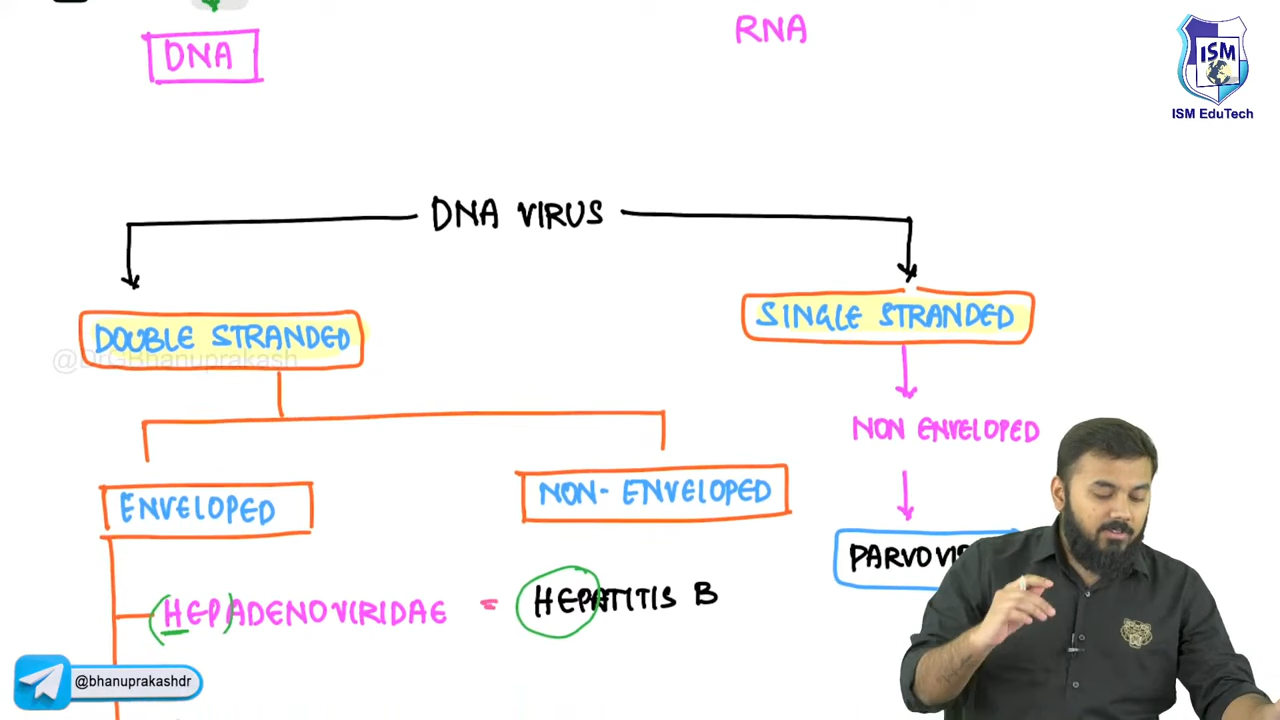 DNA
RNA
ISM
ISM EduTech
DNA VIRUS
DOUBLE STRANDED
SINGLE STRANDED
@DrGBhanuprakash
NON ENVELOPED
ENVELOPED
NON-ENVELOPED
HEPADENOVIRIDAE = HEPATITIS B
@bhanuprakashdr